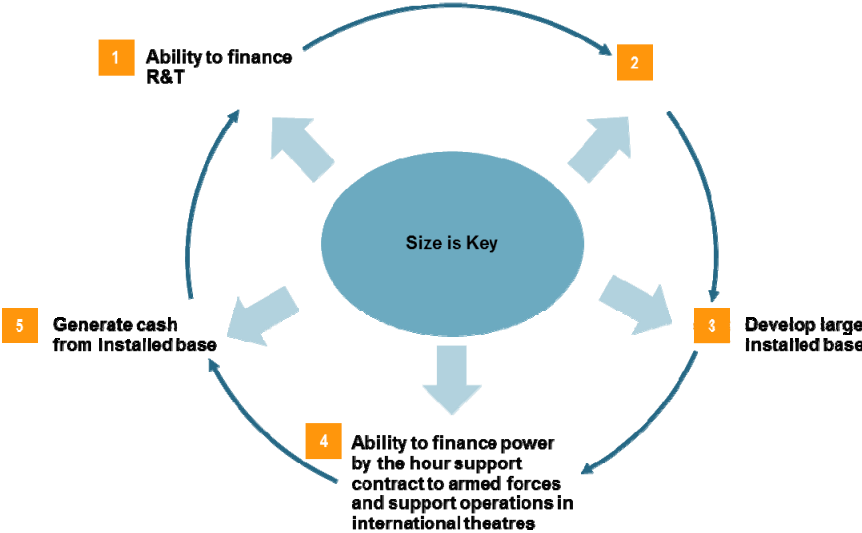 1
Ability to finance
R&T
2
Size is Key
3
Develop large
installed base
4
Ability to finance power
by the hour support
contract to armed forces
and support operations in
international theatres
5
Generate cash
from installed base